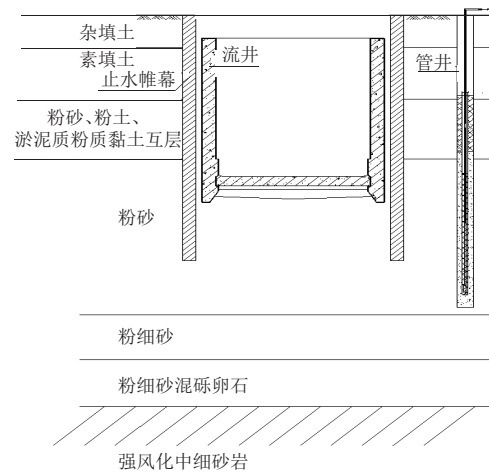 杂填土
素填土
止水帷幕
流井
管井
粉砂、粉土、
淤泥质粉质黏土互层
粉砂
粉细砂
粉细砂混砾卵石
强风化中细砂岩